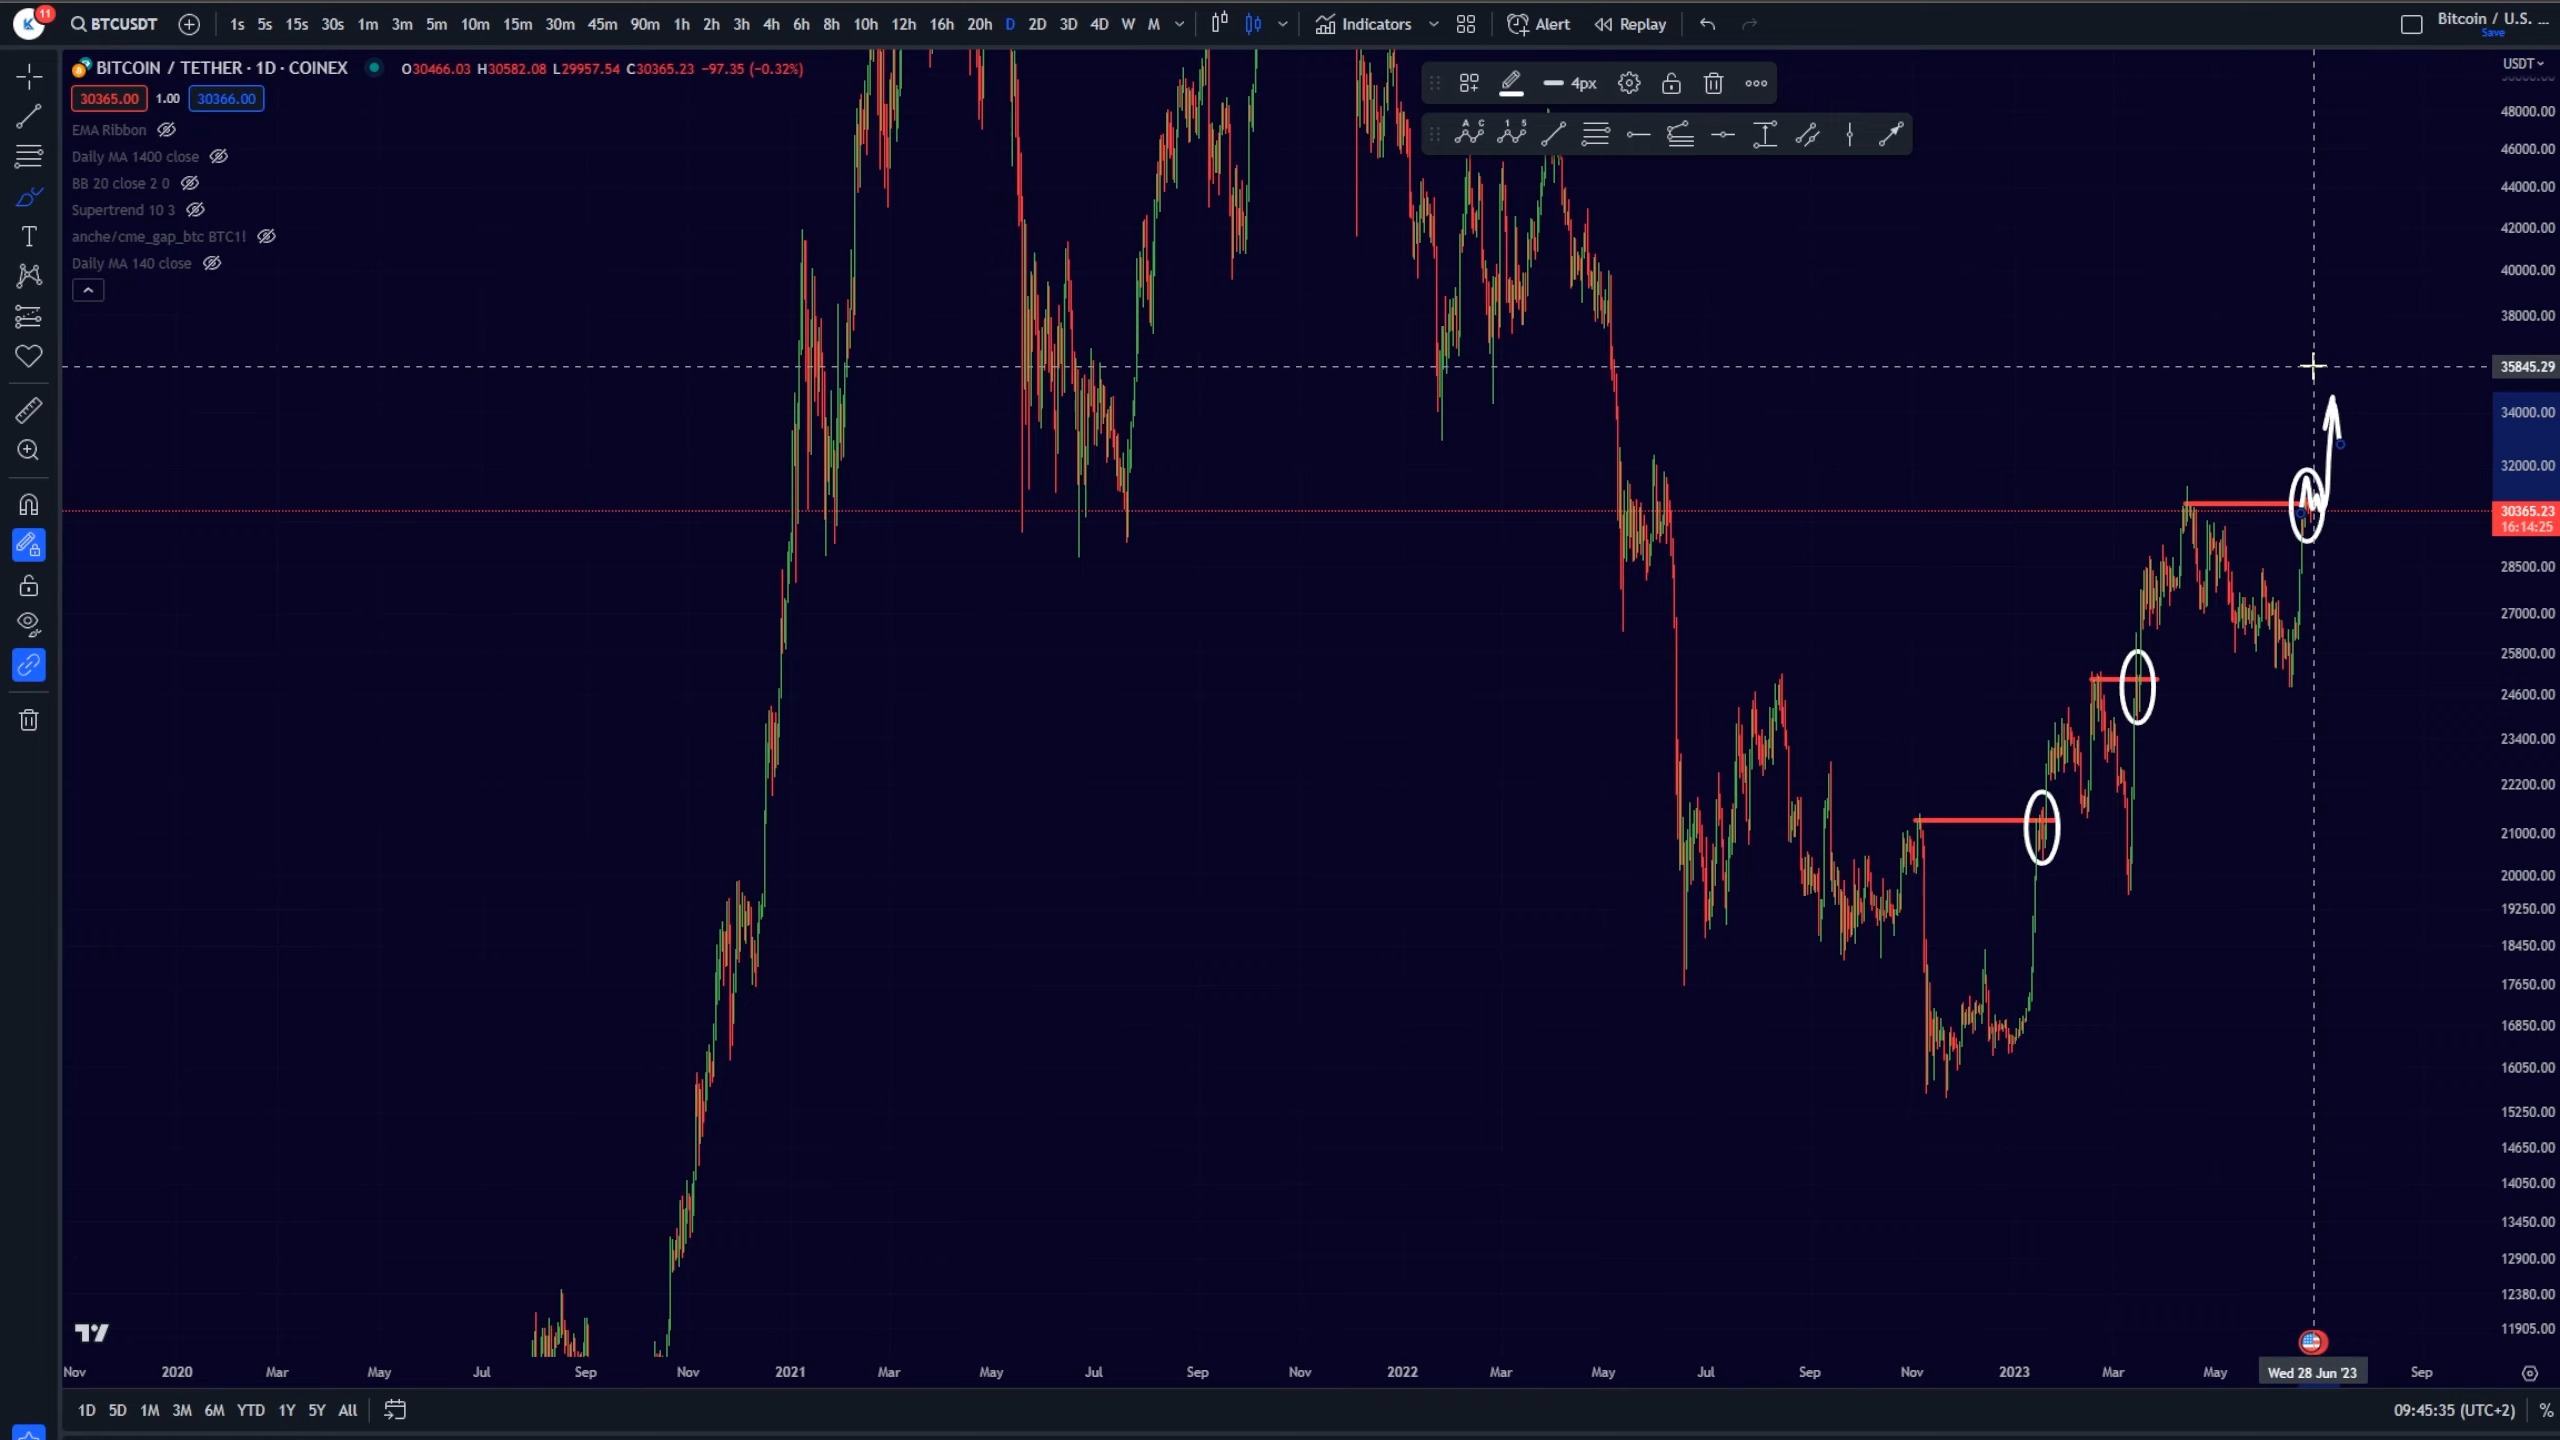 11
BTCUSDT
1s 5s 15s 30s 1m 3m 5m 10m 15m 30m 45m 90m 1h 2h 3h 4h 6h 8h 10h 12h 16h 20h D 2D 3D 4D W M
Indicators
Alert
Replay
Bitcoin / U.S. ...
Save
BITCOIN / TETHER · 1D · COINEX
O30466.03 H30582.08 L29957.54 C30365.23 −97.35 (−0.32%)
30365.00 1.00 30366.00
EMA Ribbon
Daily MA 1400 close
BB 20 close 2 0
Supertrend 10 3
anche/cme_gap_btc BTC1!
Daily MA 140 close
4px
A C
1 5
USDT
48000.00
46000.00
44000.00
42000.00
40000.00
38000.00
35845.29
34000.00
32000.00
30365.23
16:14:25
28500.00
27000.00
25800.00
24600.00
23400.00
22200.00
21000.00
20000.00
19250.00
18450.00
17650.00
16850.00
16050.00
15250.00
14650.00
14050.00
13450.00
12900.00
12380.00
11905.00
Nov 2020 Mar May Jul Sep Nov 2021 Mar May Jul Sep Nov 2022 Mar May Jul Sep Nov 2023 Mar May Wed 28 Jun '23 Sep
1D 5D 1M 3M 6M YTD 1Y 5Y All
09:45:35 (UTC+2) %